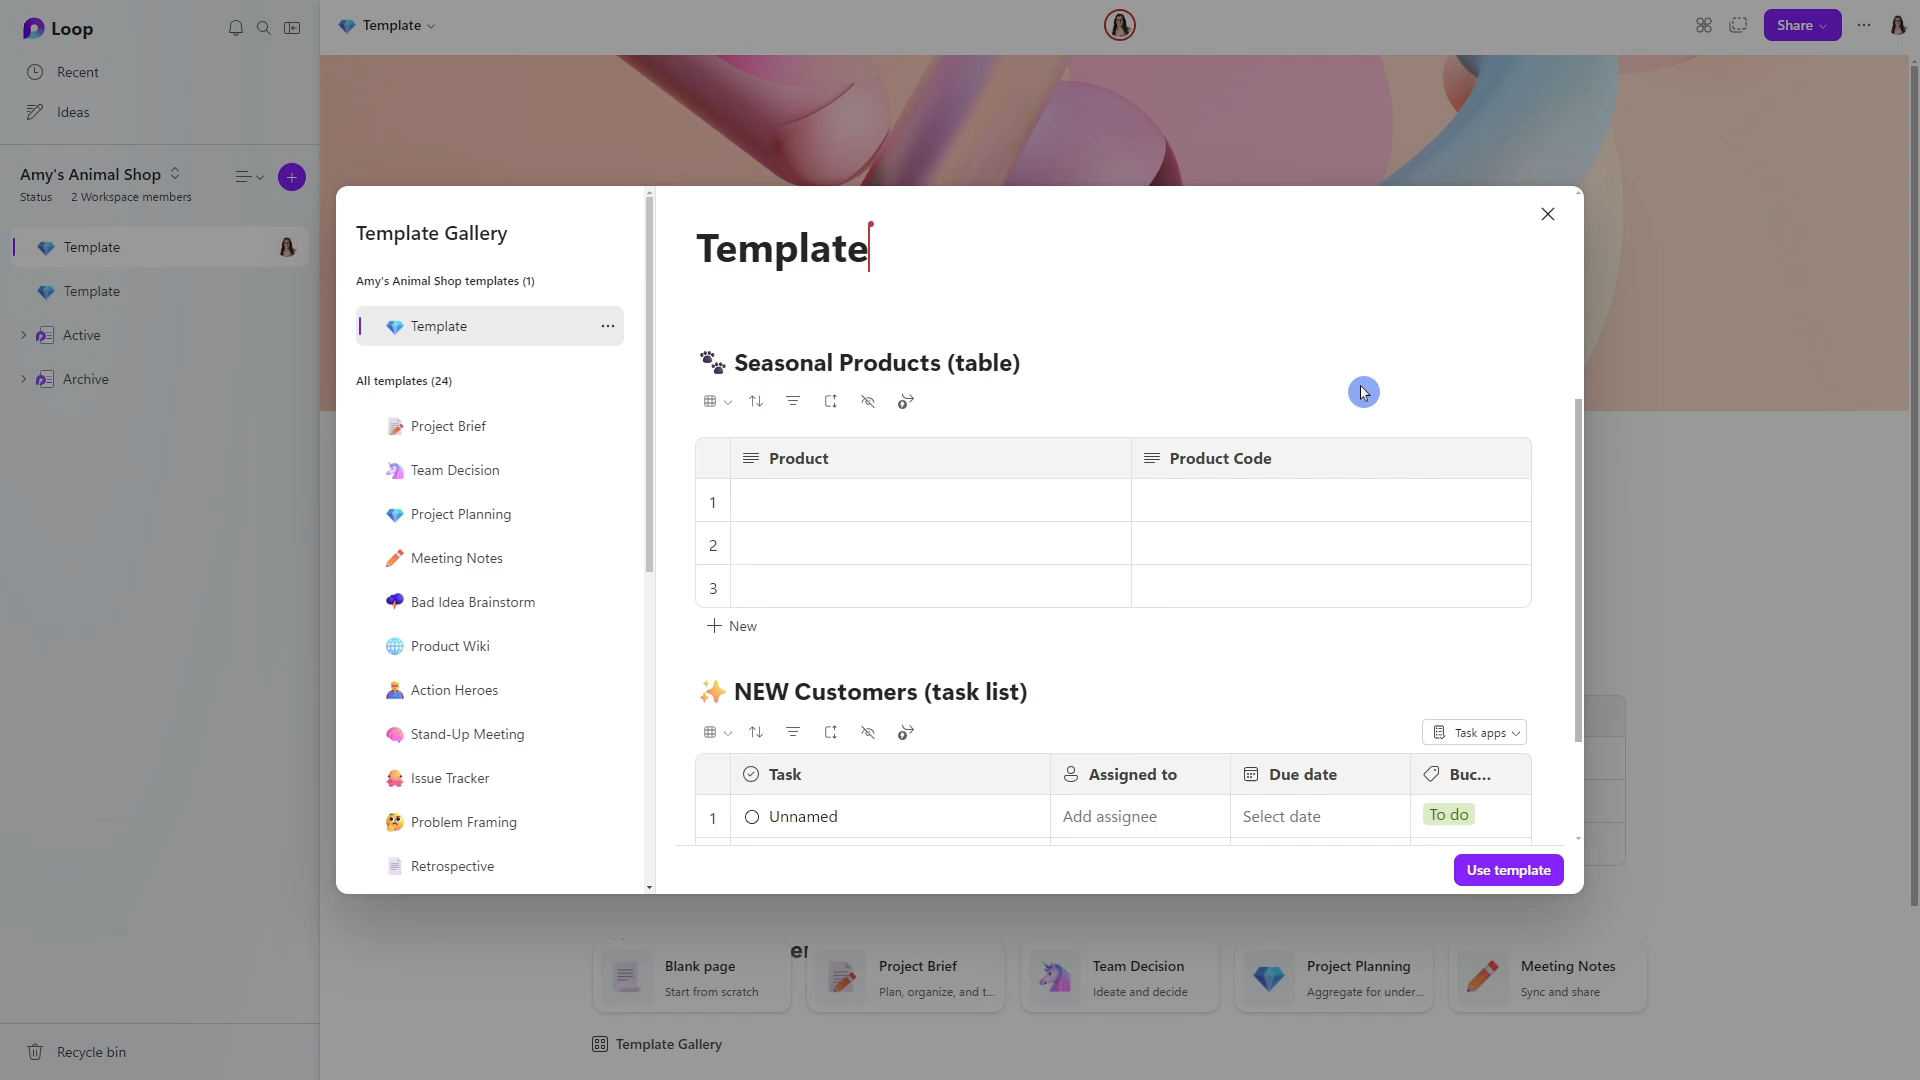 Loop
Recent
Ideas
Amy's Animal Shop
Status 2 Workspace members
Template
Template
Active
Archive
Recycle bin
Template
Share
Template Gallery
Amy's Animal Shop templates (1)
Template
All templates (24)
Project Brief
Team Decision
Project Planning
Meeting Notes
Bad Idea Brainstorm
Product Wiki
Action Heroes
Stand-Up Meeting
Issue Tracker
Problem Framing
Retrospective
Template
Seasonal Products (table)
Product Product Code
1
2
3
New
NEW Customers (task list)
Task apps
Task Assigned to Due date Buc...
1 Unnamed Add assignee Select date To do
Use template
Blank page
Start from scratch
Project Brief
Plan, organize, and t...
Team Decision
Ideate and decide
Project Planning
Aggregate for under...
Meeting Notes
Sync and share
Template Gallery